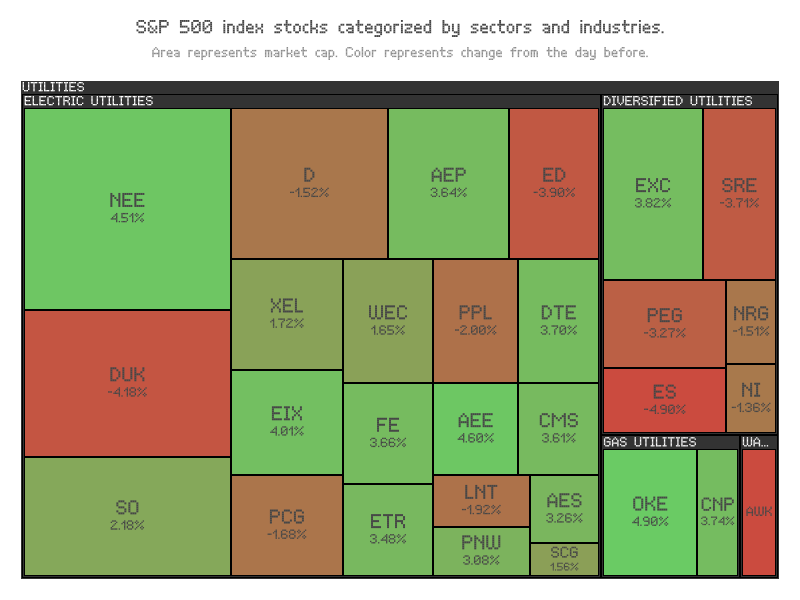 S&P 500 index stocks categorized by sectors and industries.
Area represents market cap. Color represents change from the day before.
UTILITIES
ELECTRIC UTILITIES
NEE
4.51%
DUK
-4.18%
SO
2.18%
D
-1.52%
AEP
3.64%
ED
-3.90%
XEL
1.72%
WEC
1.65%
PPL
-2.00%
DTE
3.70%
EIX
4.01%
FE
3.66%
AEE
4.60%
CMS
3.61%
PCG
-1.68%
ETR
3.48%
LNT
-1.92%
AES
3.26%
PNW
3.08%
SCG
1.56%
DIVERSIFIED UTILITIES
EXC
3.82%
SRE
-3.71%
PEG
-3.27%
NRG
-1.51%
ES
-4.90%
NI
-1.36%
GAS UTILITIES
OKE
4.90%
CNP
3.74%
WA...
AWK